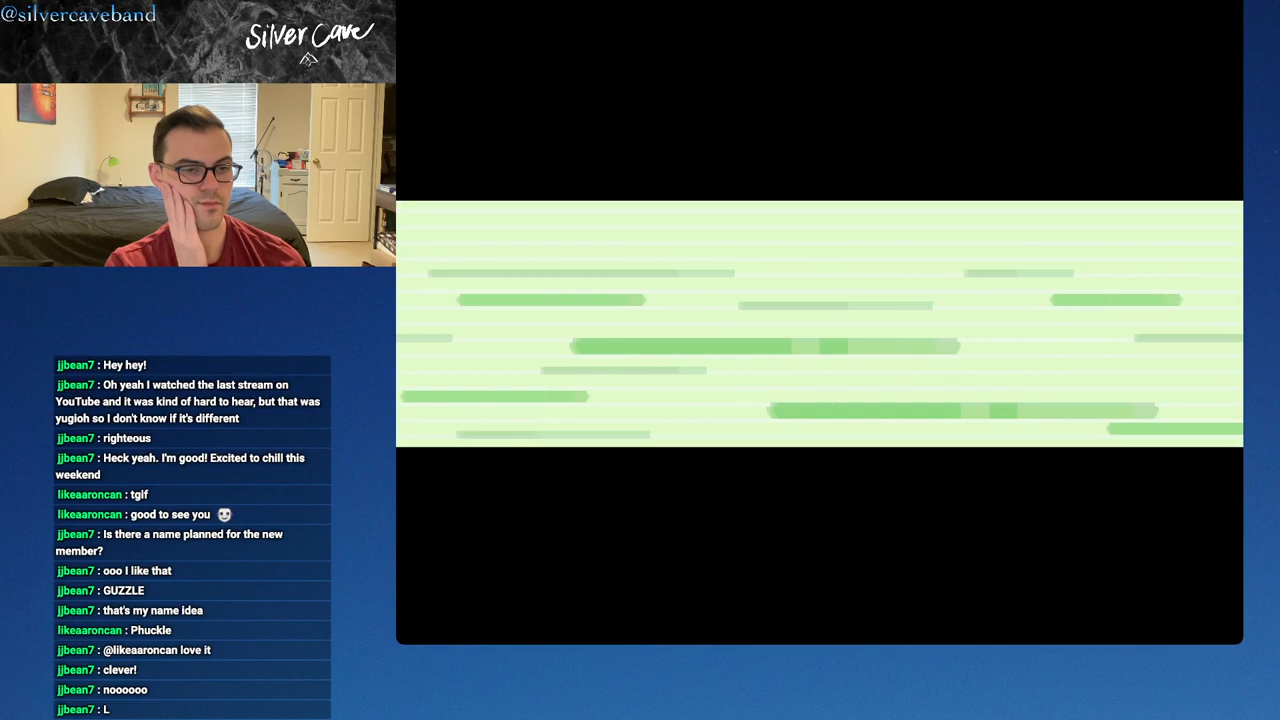 @silvercaveband
Silver Cave
jjbean7 : Hey hey!
jjbean7 : Oh yeah I watched the last stream on
YouTube and it was kind of hard to hear, but that was
yugioh so I don't know if it's different
jjbean7 : righteous
jjbean7 : Heck yeah. I'm good! Excited to chill this
weekend
likeaaroncan : tgif
likeaaroncan : good to see you
jjbean7 : Is there a name planned for the new
member?
jjbean7 : ooo I like that
jjbean7 : GUZZLE
jjbean7 : that's my name idea
likeaaroncan : Phuckle
jjbean7 : @likeaaroncan love it
jjbean7 : clever!
jjbean7 : noooooo
jjbean7 : L